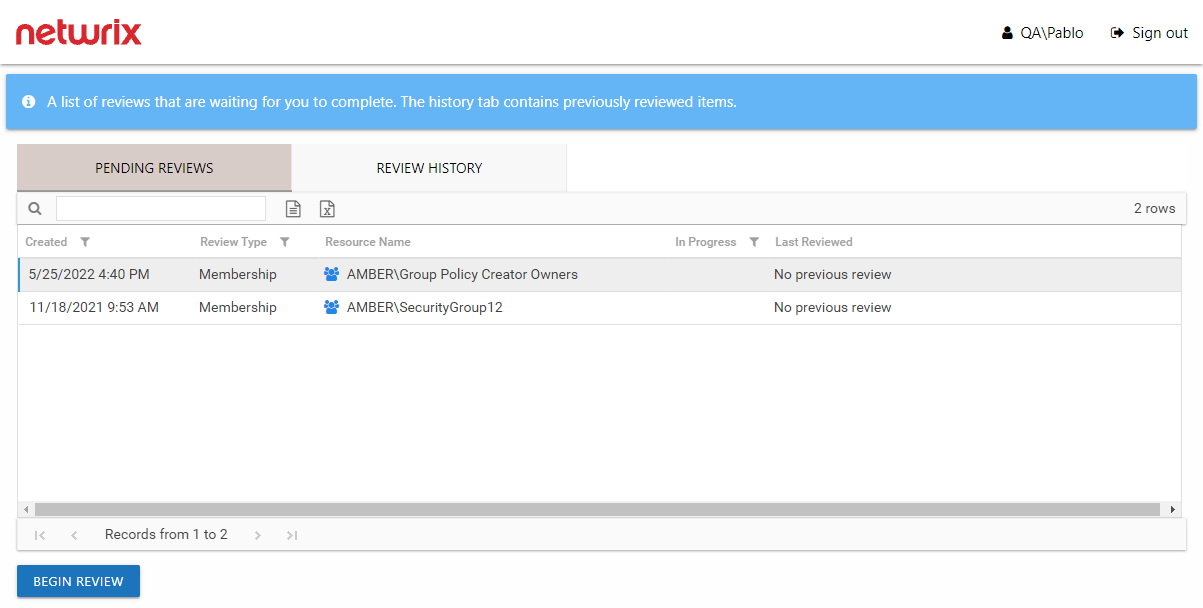 netwrix
QA\Pablo Sign out
A list of reviews that are waiting for you to complete. The history tab contains previously reviewed items.
PENDING REVIEWS REVIEW HISTORY
2 rows
Created Review Type Resource Name In Progress Last Reviewed
5/25/2022 4:40 PM Membership AMBER\Group Policy Creator Owners No previous review
11/18/2021 9:53 AM Membership AMBER\SecurityGroup12 No previous review
Records from 1 to 2
BEGIN REVIEW